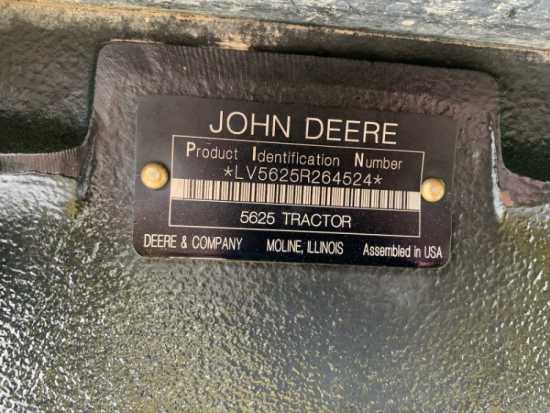 JOHN DEERE
Product Identification Number
*LV5625R264524*
5625 TRACTOR
DEERE & COMPANY MOLINE, ILLINOIS Assembled in USA